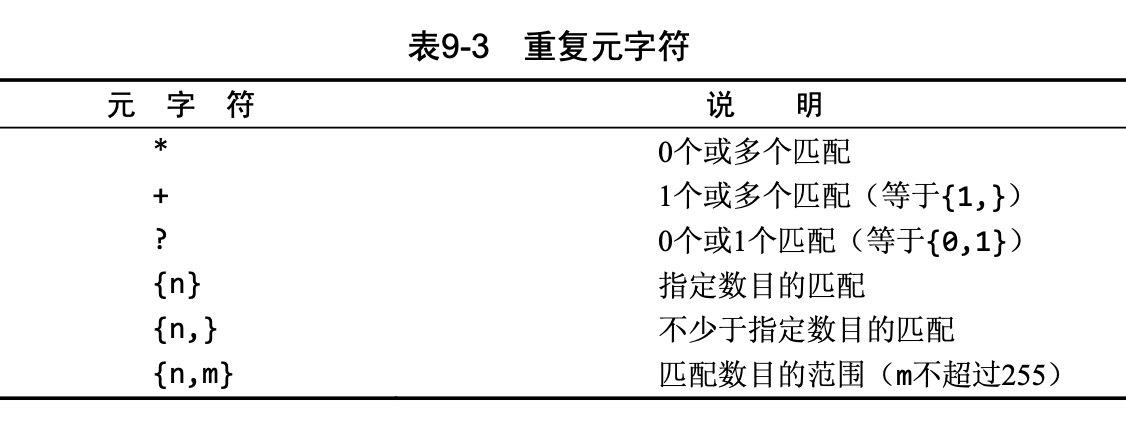 表9-3 重复元字符
元 字 符 说 明
* 0个或多个匹配
+ 1个或多个匹配（等于{1,}）
? 0个或1个匹配（等于{0,1}）
{n} 指定数目的匹配
{n,} 不少于指定数目的匹配
{n,m} 匹配数目的范围（m不超过255）